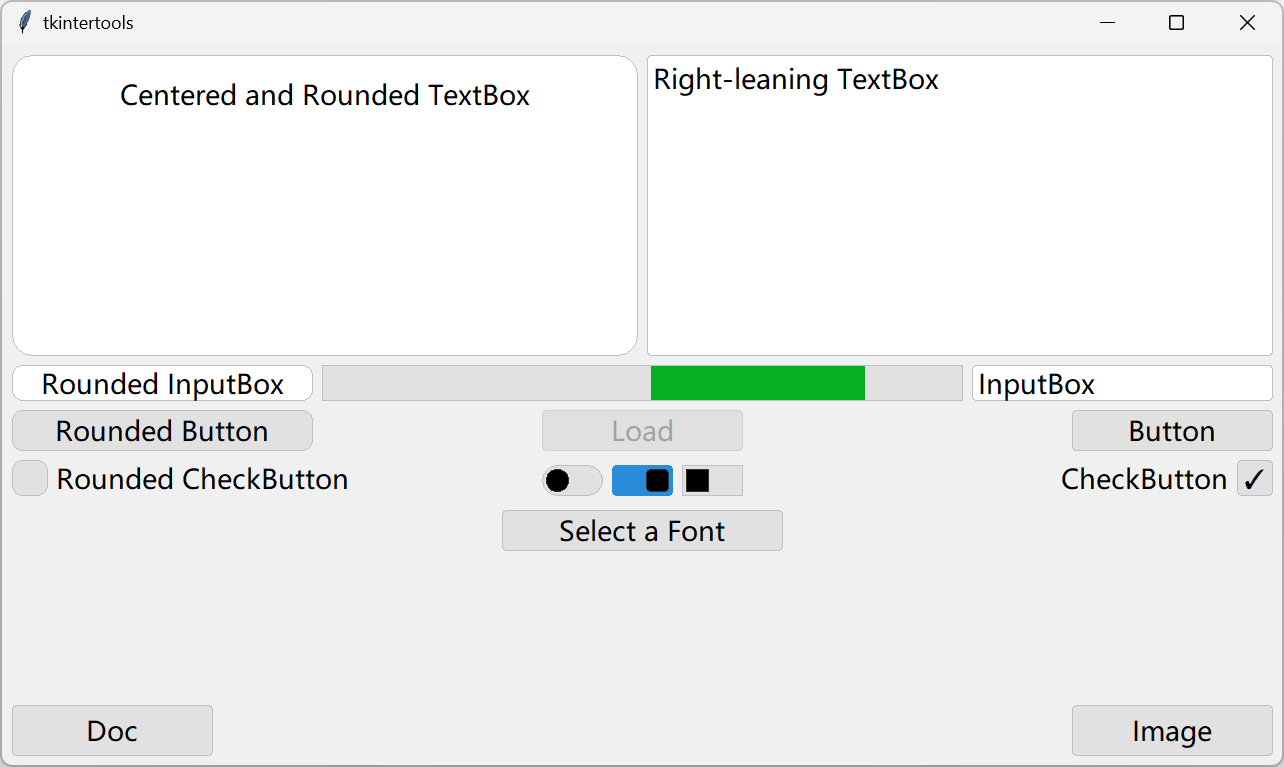 tkintertools
Centered and Rounded TextBox
Right-leaning TextBox
Rounded InputBox
InputBox
Rounded Button
Load
Button
Rounded CheckButton
CheckButton ✓
Select a Font
Doc
Image